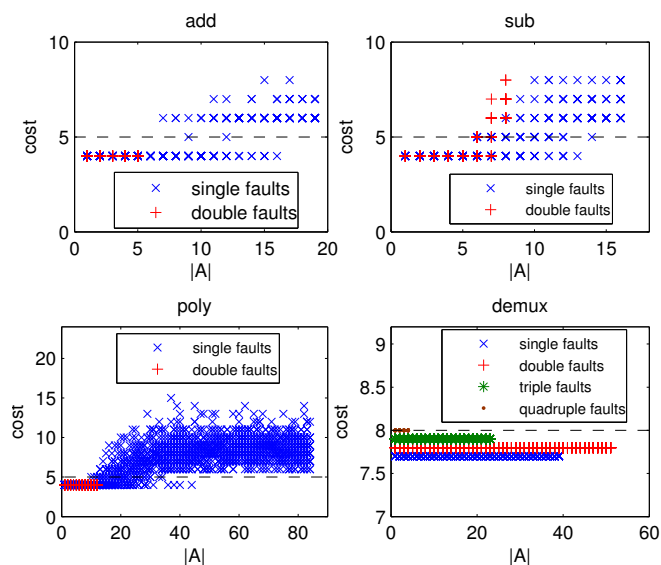 add
10
5
0
0
5
10
15
20
cost
|A|
single faults
double faults
sub
10
5
0
0
5
10
15
cost
|A|
single faults
double faults
poly
20
15
10
5
0
0
20
40
60
80
cost
|A|
single faults
double faults
demux
9
8.5
8
7.5
7
0
20
40
60
cost
|A|
single faults
double faults
triple faults
quadruple faults